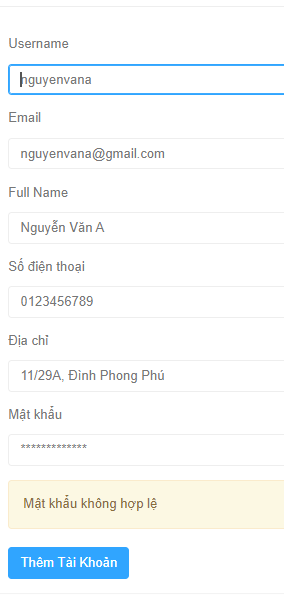 Username
nguyenvana
Email
nguyenvana@gmail.com
Full Name
Nguyễn Văn A
Số điện thoại
0123456789
Địa chỉ
11/29A, Đình Phong Phú
Mật khẩu
*************
Mật khẩu không hợp lệ
Thêm Tài Khoản